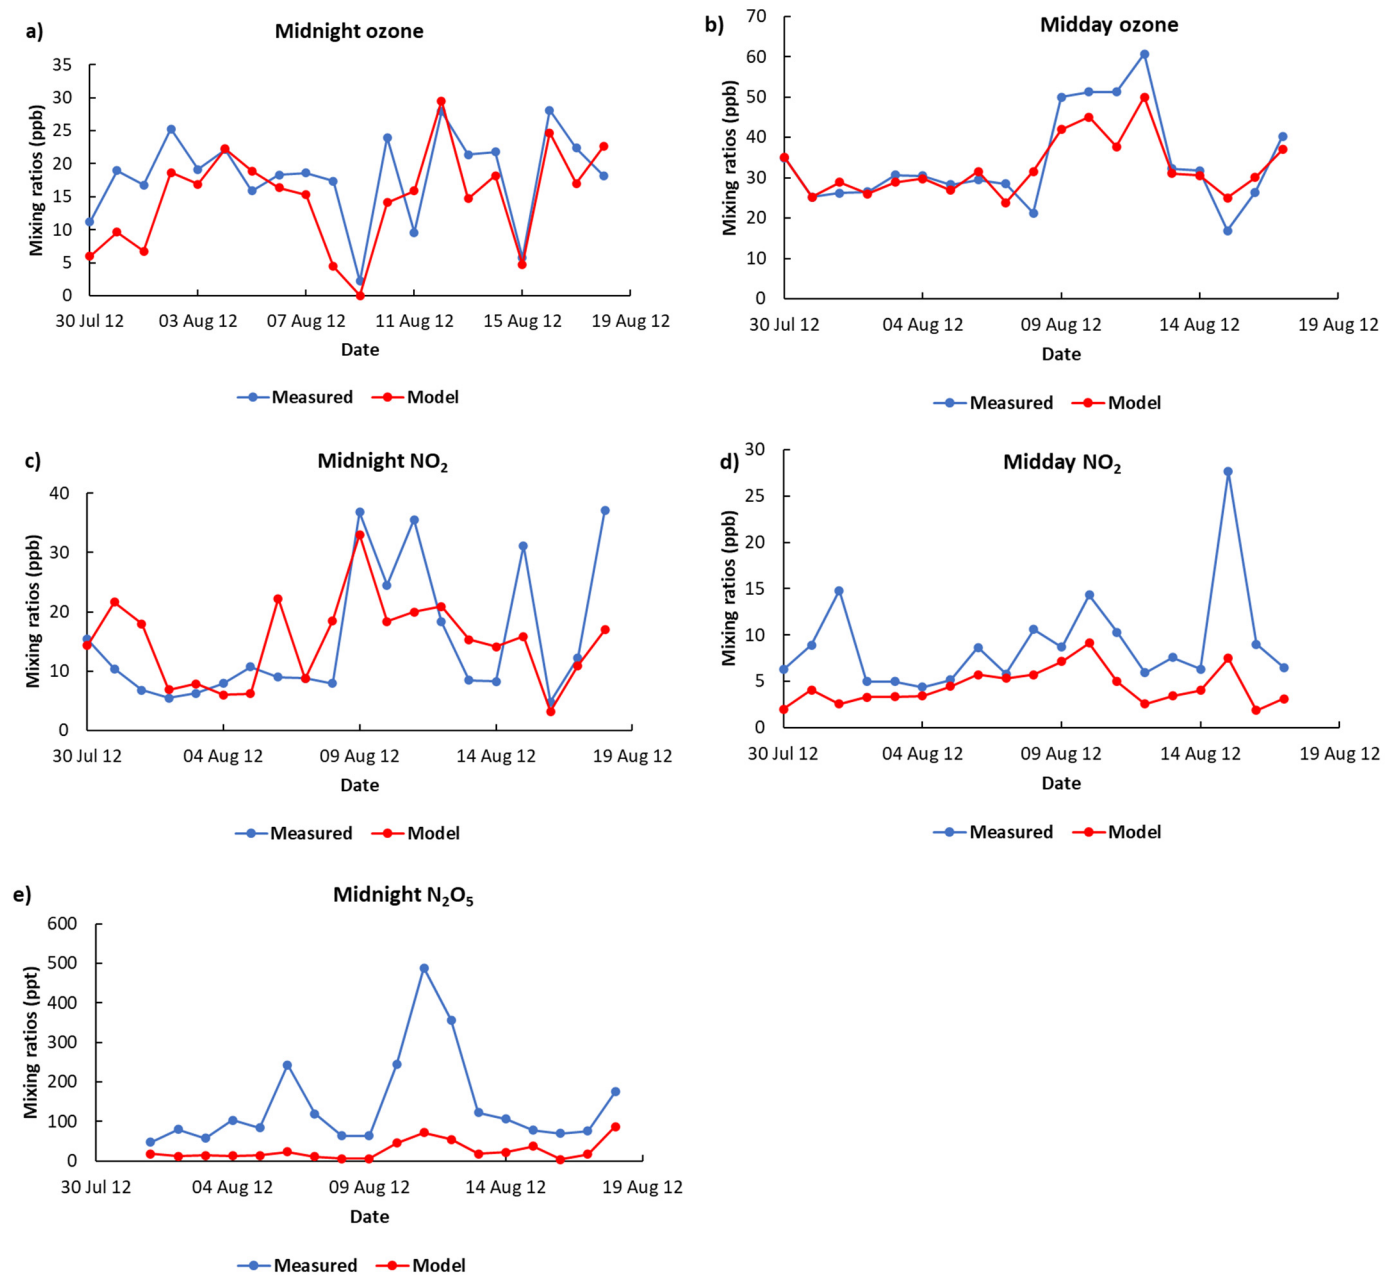 a)
Midnight ozone
Mixing ratios (ppb)
35
30
25
20
15
10
5
0
30 Jul 12 03 Aug 12 07 Aug 12 11 Aug 12 15 Aug 12 19 Aug 12
Date
Measured Model
b)
Midday ozone
Mixing ratios (ppb)
70
60
50
40
30
20
10
0
30 Jul 12 04 Aug 12 09 Aug 12 14 Aug 12 19 Aug 12
Date
Measured Model
c)
Midnight NO₂
Mixing ratios (ppb)
40
30
20
10
0
30 Jul 12 04 Aug 12 09 Aug 12 14 Aug 12 19 Aug 12
Date
Measured Model
d)
Midday NO₂
Mixing ratios (ppb)
30
25
20
15
10
5
0
30 Jul 12 04 Aug 12 09 Aug 12 14 Aug 12 19 Aug 12
Date
Measured Model
e)
Midnight N₂O₅
Mixing ratios (ppt)
600
500
400
300
200
100
0
30 Jul 12 04 Aug 12 09 Aug 12 14 Aug 12 19 Aug 12
Date
Measured Model